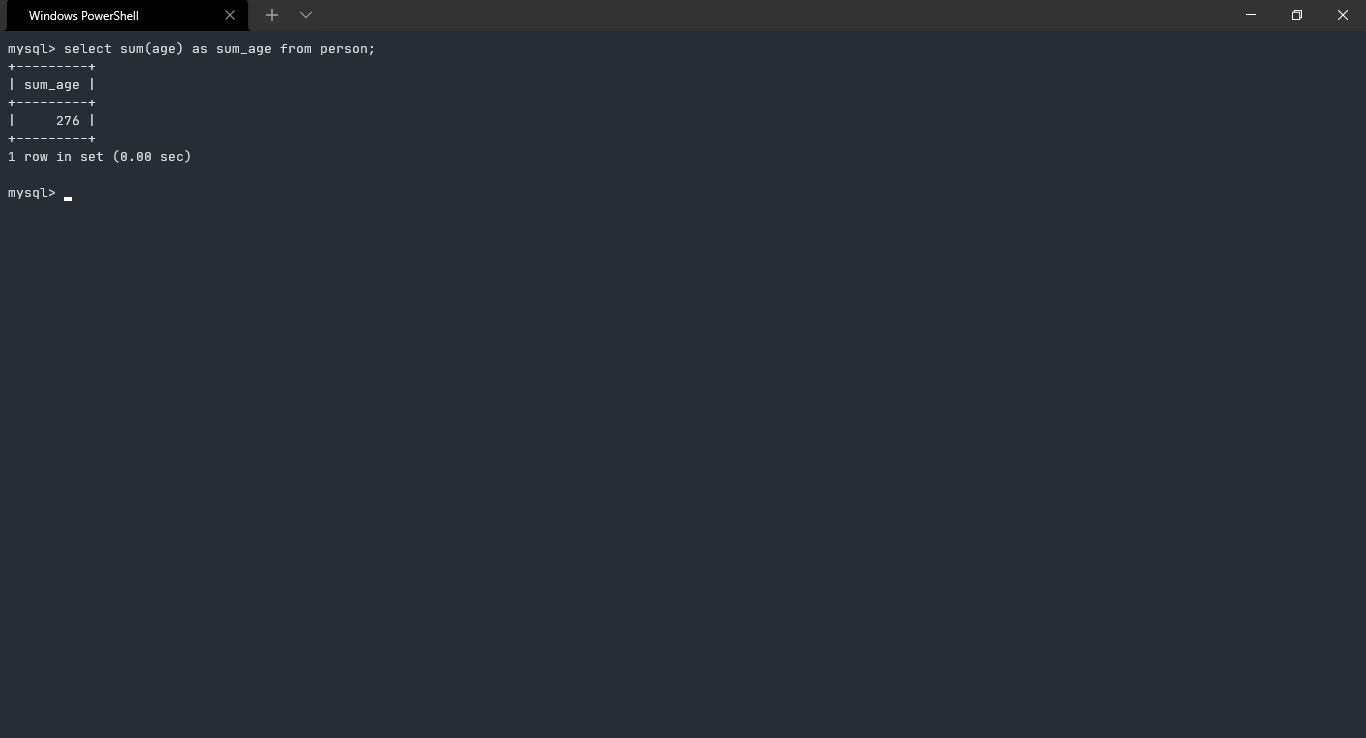 Windows PowerShell
mysql> select sum(age) as sum_age from person;
+---------+
| sum_age |
+---------+
|     276 |
+---------+
1 row in set (0.00 sec)
mysql>